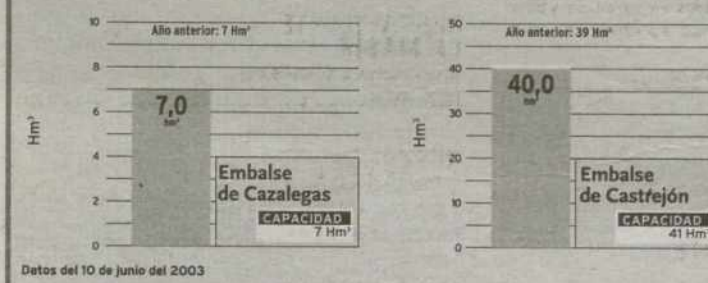 Año anterior: 7 Hm³
10
8
6
4
2
0
Hm³
7,0
hm³
Embalse
de Cazalegas
CAPACIDAD
7 Hm³
Año anterior: 39 Hm³
50
40
30
20
10
0
Hm³
40,0
hm³
Embalse
de Castrejón
CAPACIDAD
41 Hm³
Datos del 10 de junio del 2003